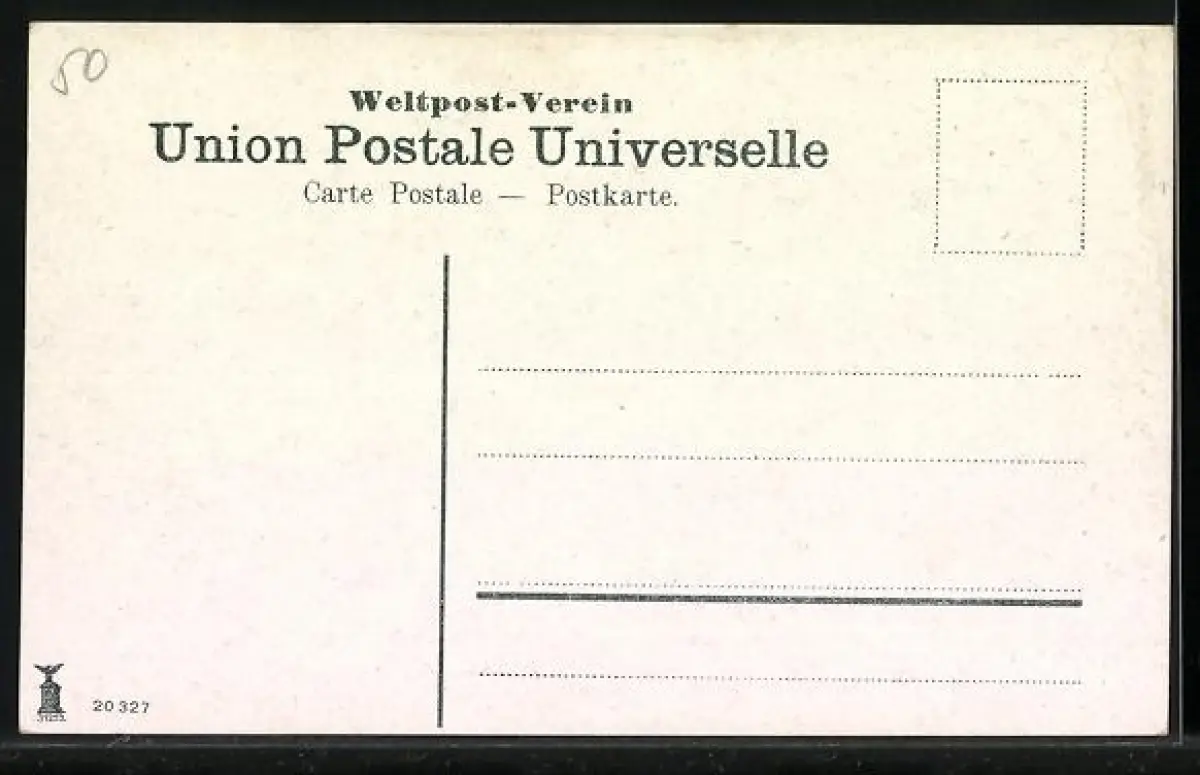 50
Weltpost-Verein
Union Postale Universelle
Carte Postale — Postkarte.
20327